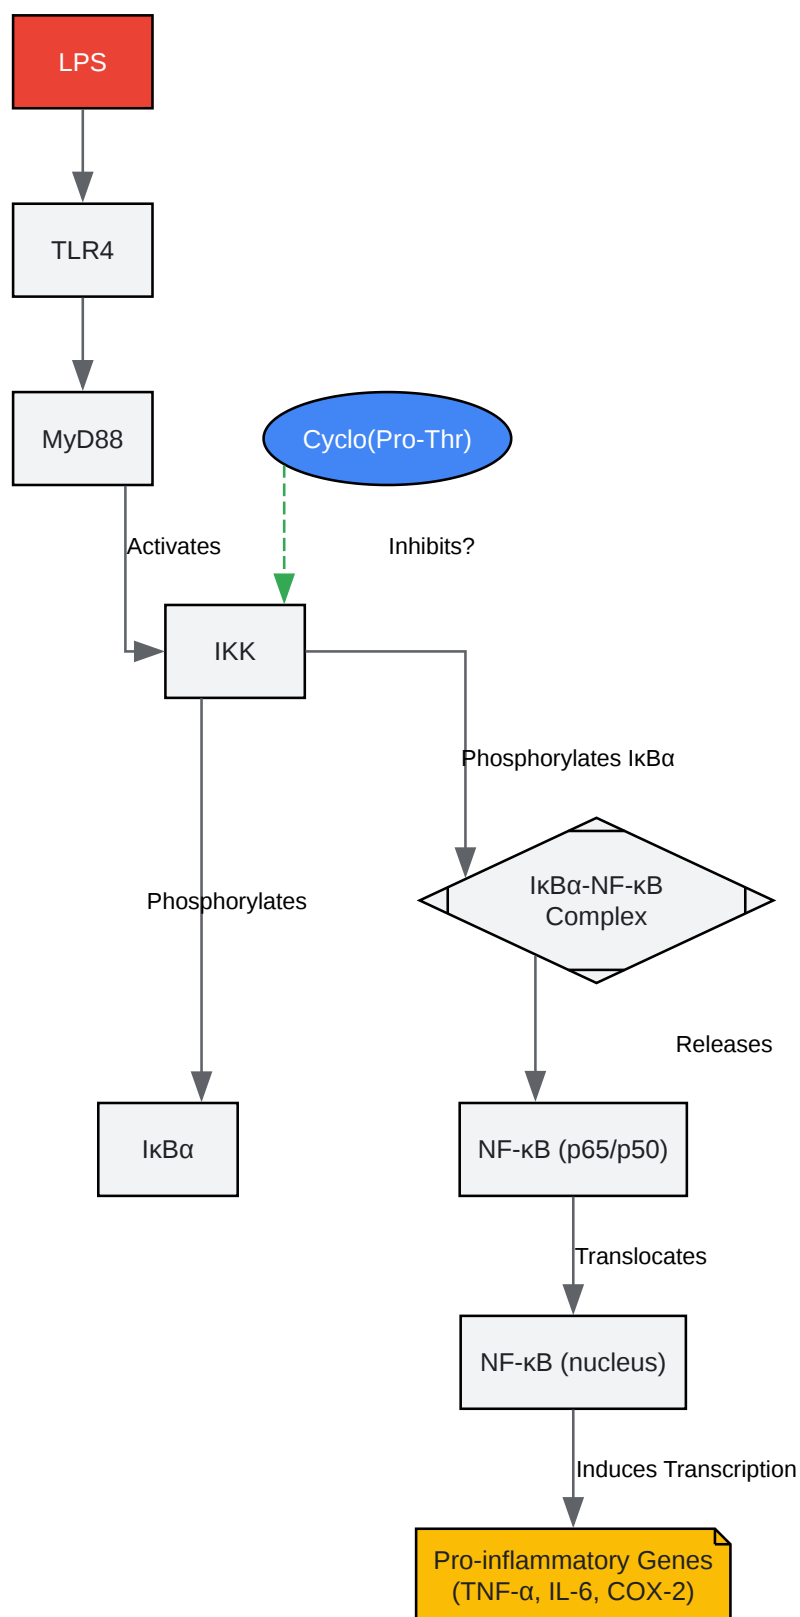 LPS
TLR4
MyD88
Cyclo(Pro-Thr)
Activates
Inhibits?
IKK
Phosphorylates IκBα
IκBα-NF-κB
Complex
Phosphorylates
Releases
IκBα
NF-κB (p65/p50)
Translocates
NF-κB (nucleus)
Induces Transcription
Pro-inflammatory Genes
(TNF-α, IL-6, COX-2)